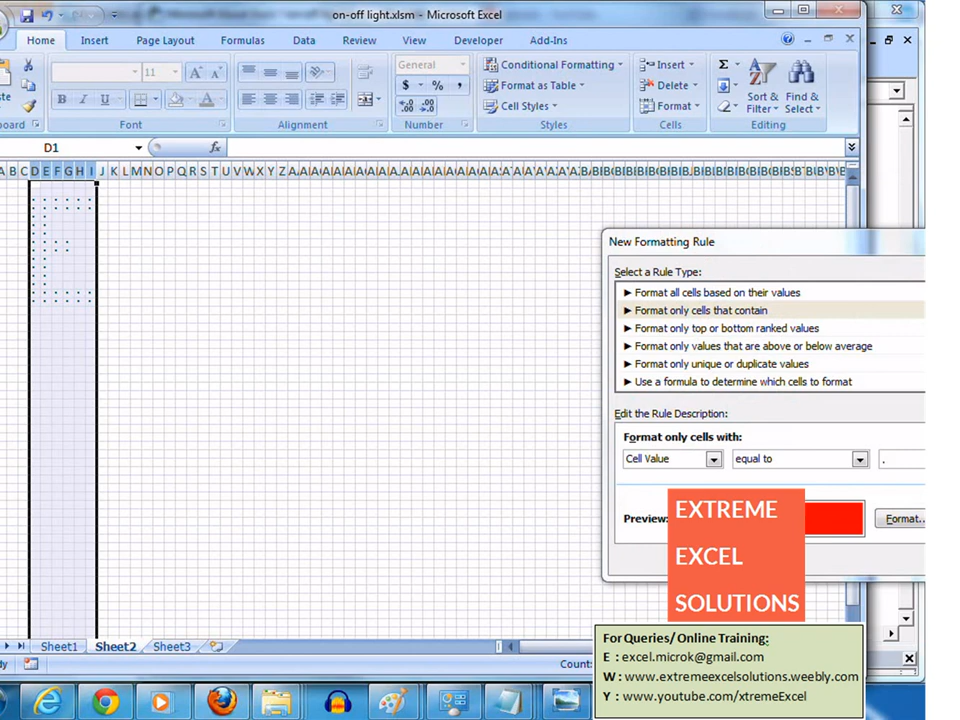 on-off light.xlsm - Microsoft Excel
Home Insert Page Layout Formulas Data Review View Developer Add-Ins
11 A A General Conditional Formatting Insert Σ
ste B I U $ % , Format as Table Delete Sort & Find &
Cell Styles Format Filter Select
board Font Alignment Number Styles Cells Editing
D1 fx
A B C D E F G H I J K L M N O P Q R S T U V W X Y Z
New Formatting Rule
Select a Rule Type:
► Format all cells based on their values
► Format only cells that contain
► Format only top or bottom ranked values
► Format only values that are above or below average
► Format only unique or duplicate values
► Use a formula to determine which cells to format
Edit the Rule Description:
Format only cells with:
Cell Value equal to .
Preview: Format..
EXTREME
EXCEL
SOLUTIONS
Sheet1 Sheet2 Sheet3
dy Count:
For Queries/ Online Training:
E : excel.microk@gmail.com
W : www.extremeexcelsolutions.weebly.com
Y : www.youtube.com/xtremeExcel